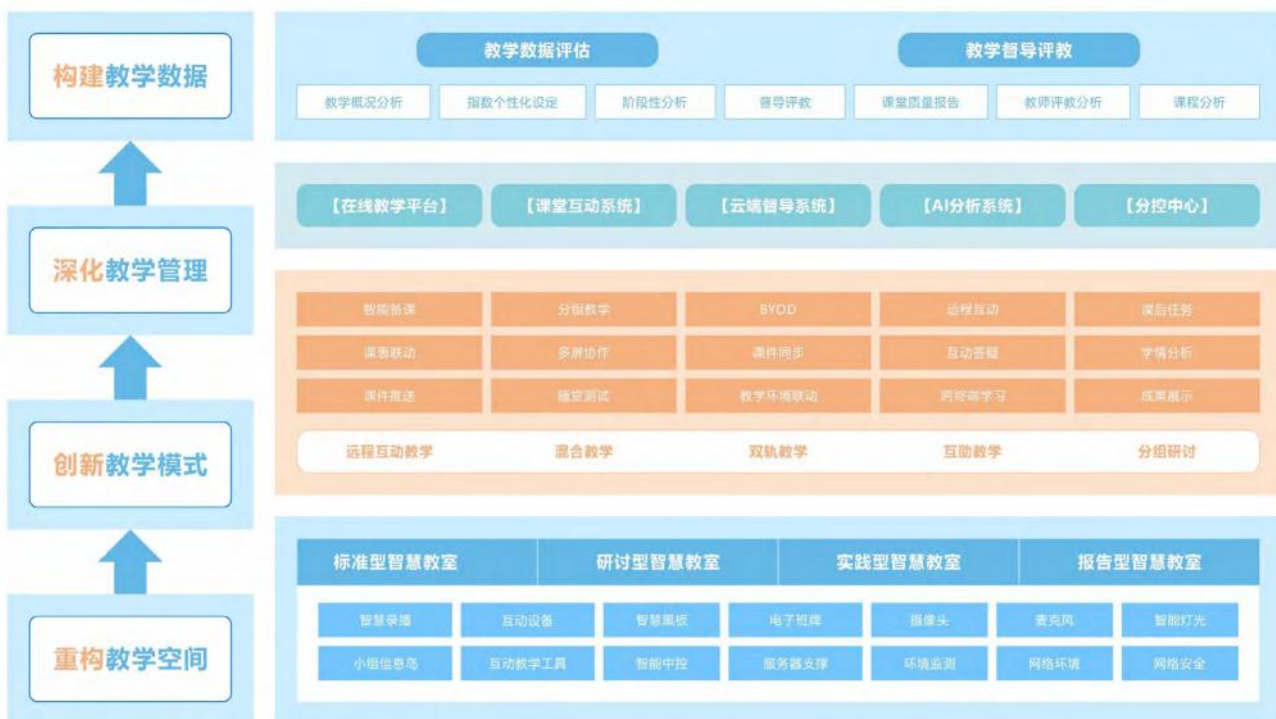 构建教学数据
教学数据评估
教学督导评教
教学概况分析
指数个性化设定
阶段性分析
督导评教
课堂质量报告
教师评教分析
课程分析
深化教学管理
【在线教学平台】
【课堂互动系统】
【云端督导系统】
【AI分析系统】
【分控中心】
创新教学模式
智能备课
分组教学
BYOD
远程互动
课后任务
课表联动
多屏协作
课件同步
互动答疑
学情分析
课件推送
随堂测试
教学环境联动
跨终端学习
成果展示
远程互动教学
混合教学
双轨教学
互助教学
分组研讨
重构教学空间
标准型智慧教室
研讨型智慧教室
实践型智慧教室
报告型智慧教室
智慧录播
互动设备
智慧黑板
电子班牌
摄像头
麦克风
智能灯光
小组信息岛
互动教学工具
智能中控
服务器支撑
环境监测
网络环境
网络安全